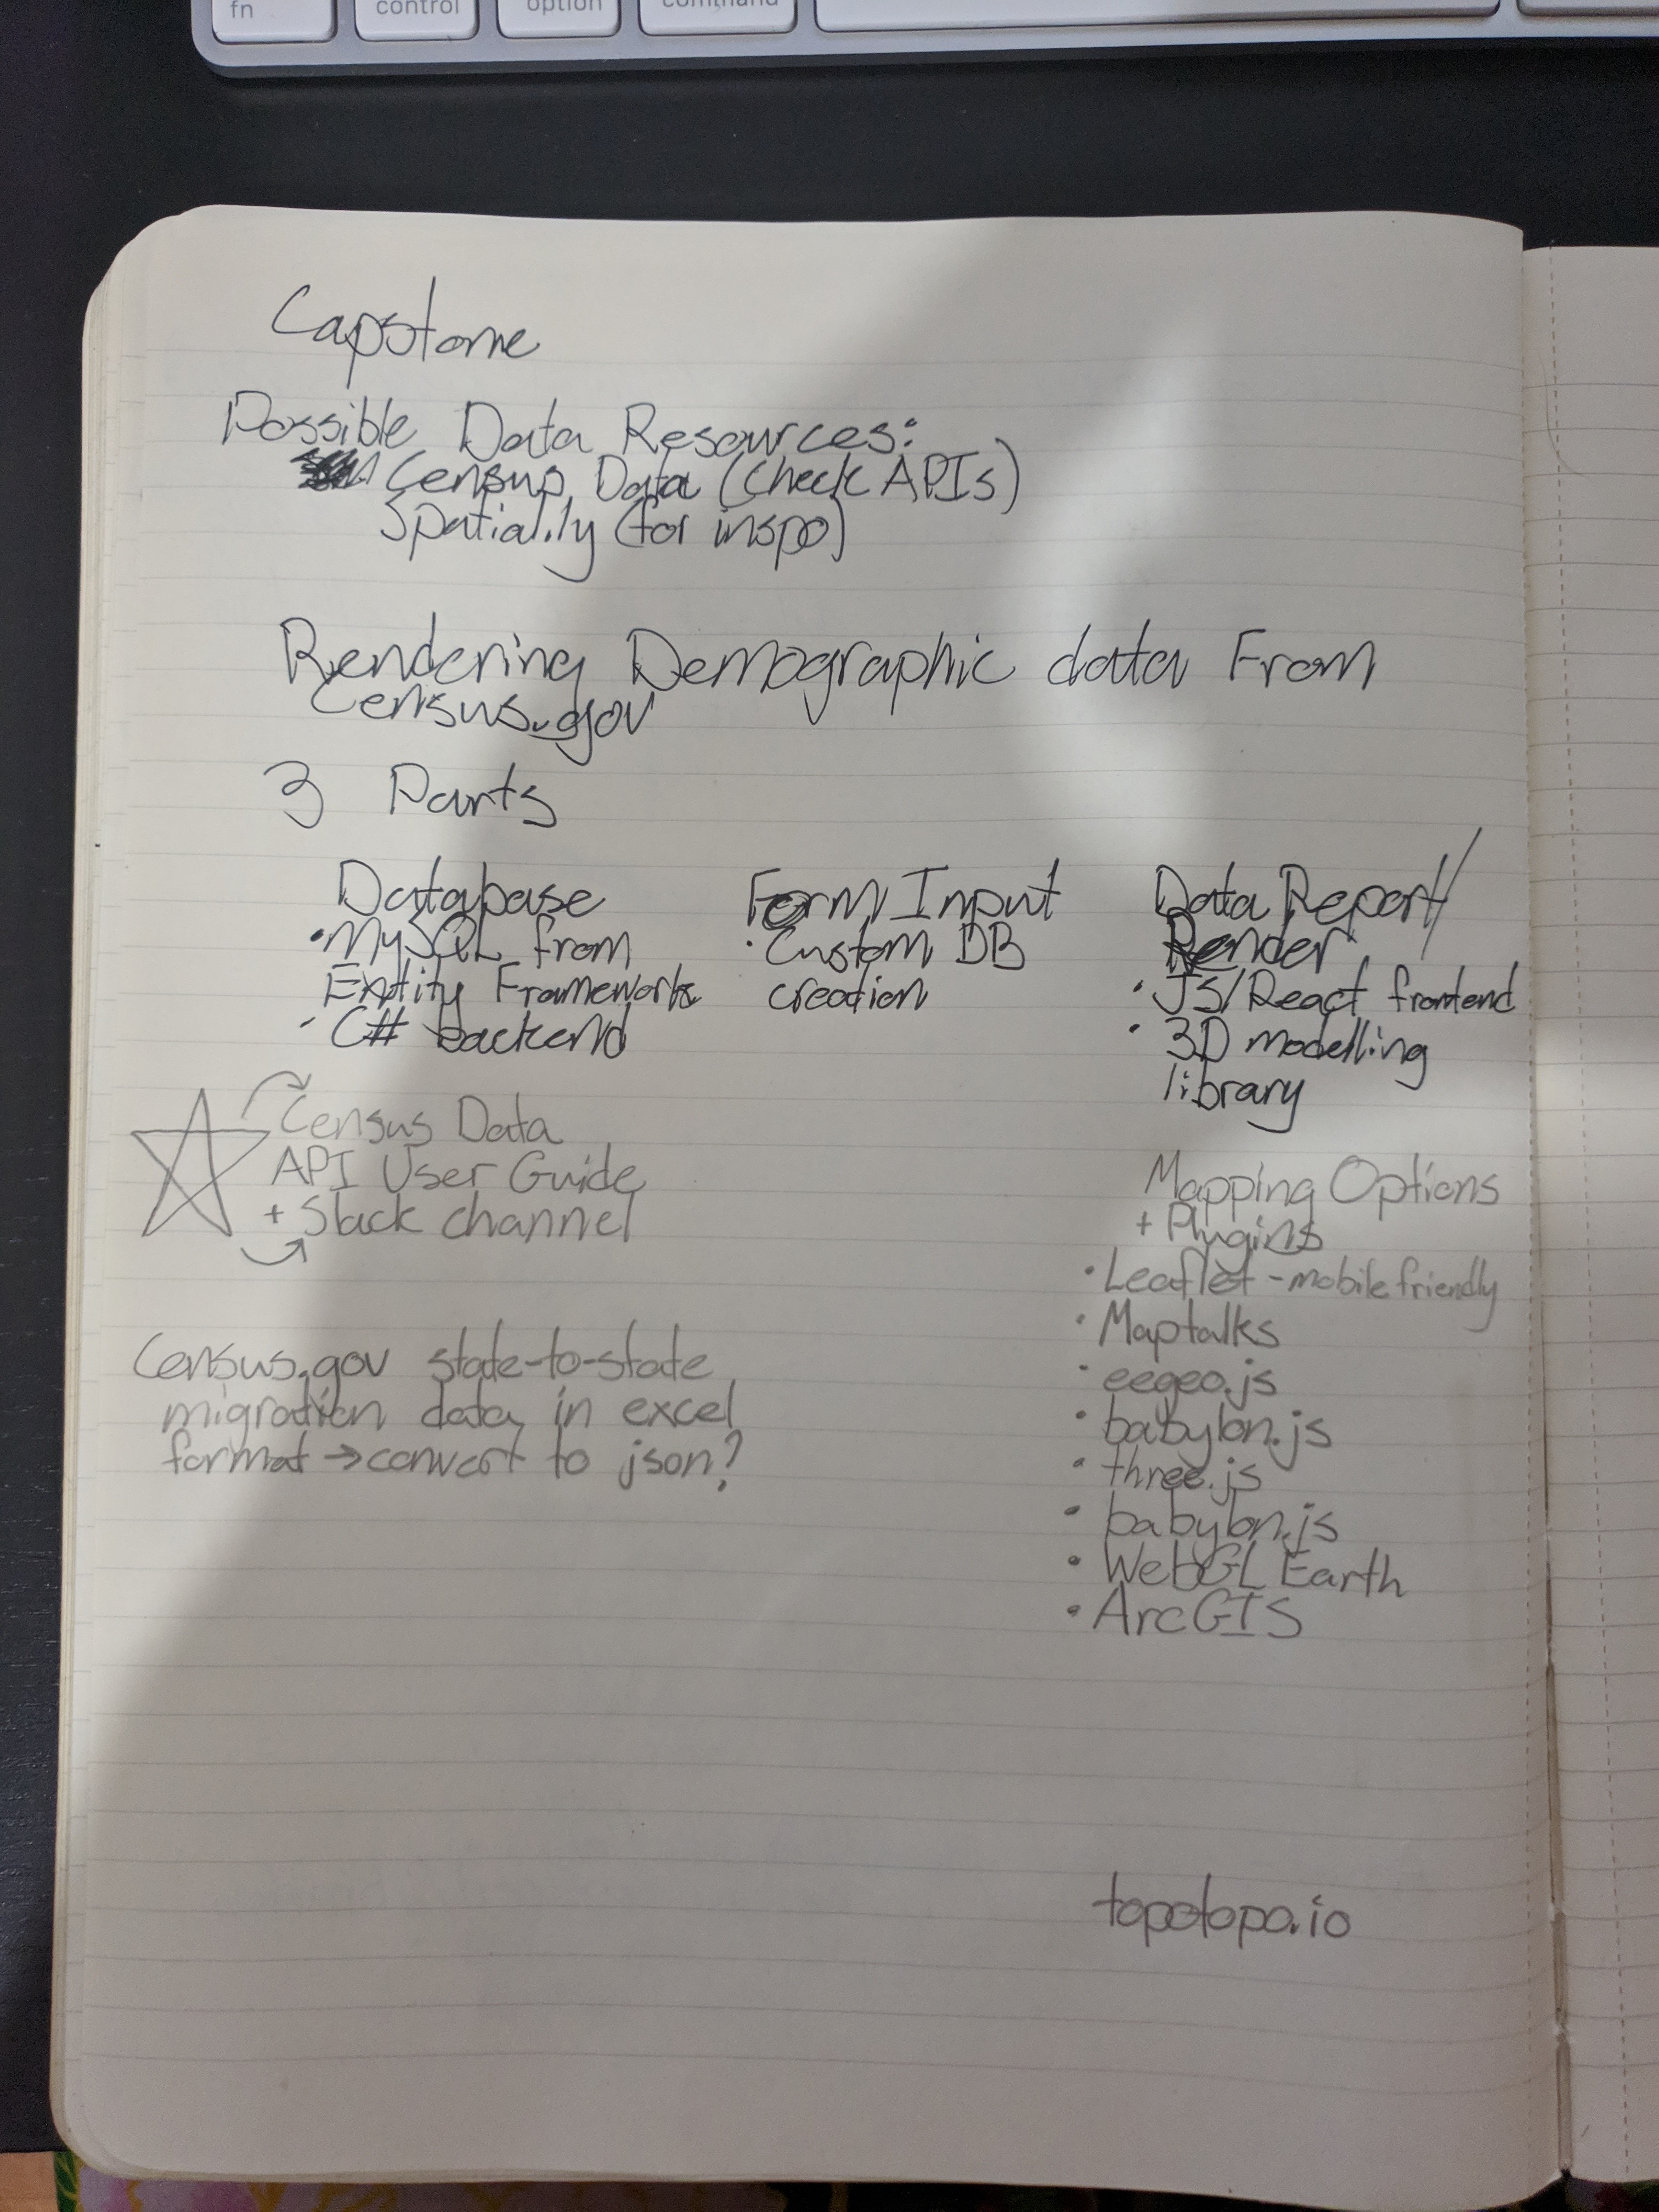 fn
control
option
command
Capstone
Possible Data Resources:
Census Data (Check APIs)
Spatial.ly (for inspo)
Rendering Demographic data From
Census.gov
3 Parts
Database
• MySQL from
Entity Frameworks
• C# backend
Form Input
• Custom DB
creation
Data Report/
Render
• JS/React frontend
• 3D modelling
library
Census Data
API User Guide
+ Slack channel
Census.gov state-to-state
migration data in excel
format → convert to json?
Mapping Options
+ Plugins
• Leaflet - mobile friendly
• Maptalks
• eegeo.js
• babylon.js
• three.js
• babylon.js
• WebGL Earth
• ArcGIS
topotopo.io